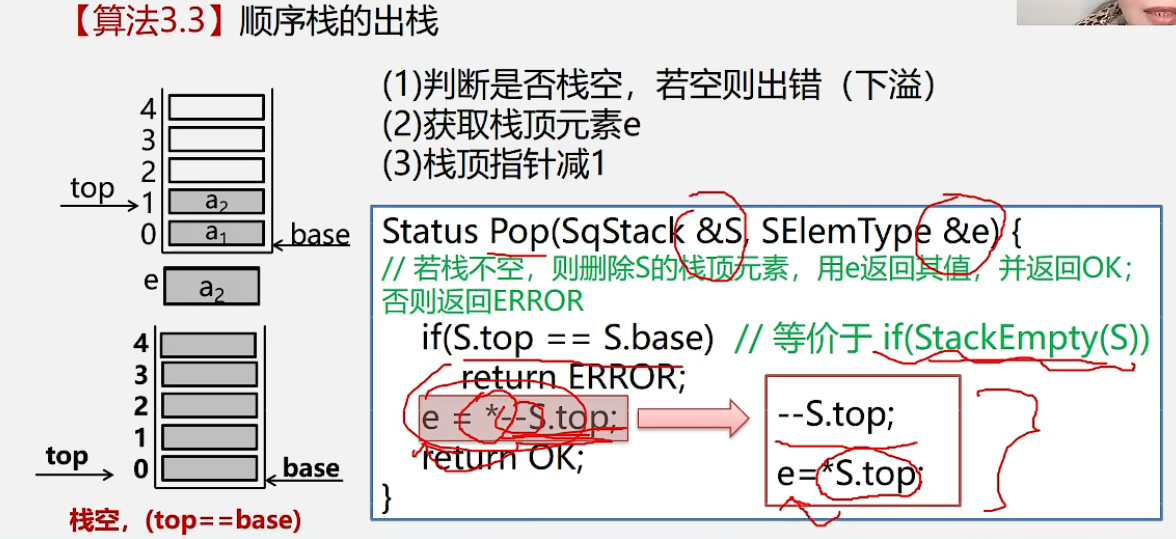 【算法3.3】顺序栈的出栈
(1)判断是否栈空，若空则出错（下溢）
(2)获取栈顶元素e
(3)栈顶指针减1
4
3
2
top
1 a₂
0 a₁
base
e a₂
4
3
2
1
top
0
base
栈空，(top==base)
Status Pop(SqStack &S, SElemType &e) {
// 若栈不空，则删除S的栈顶元素，用e返回其值，并返回OK；
否则返回ERROR
if(S.top == S.base) // 等价于 if(StackEmpty(S))
return ERROR;
e = *--S.top;
return OK;
}
--S.top;
e=*S.top;